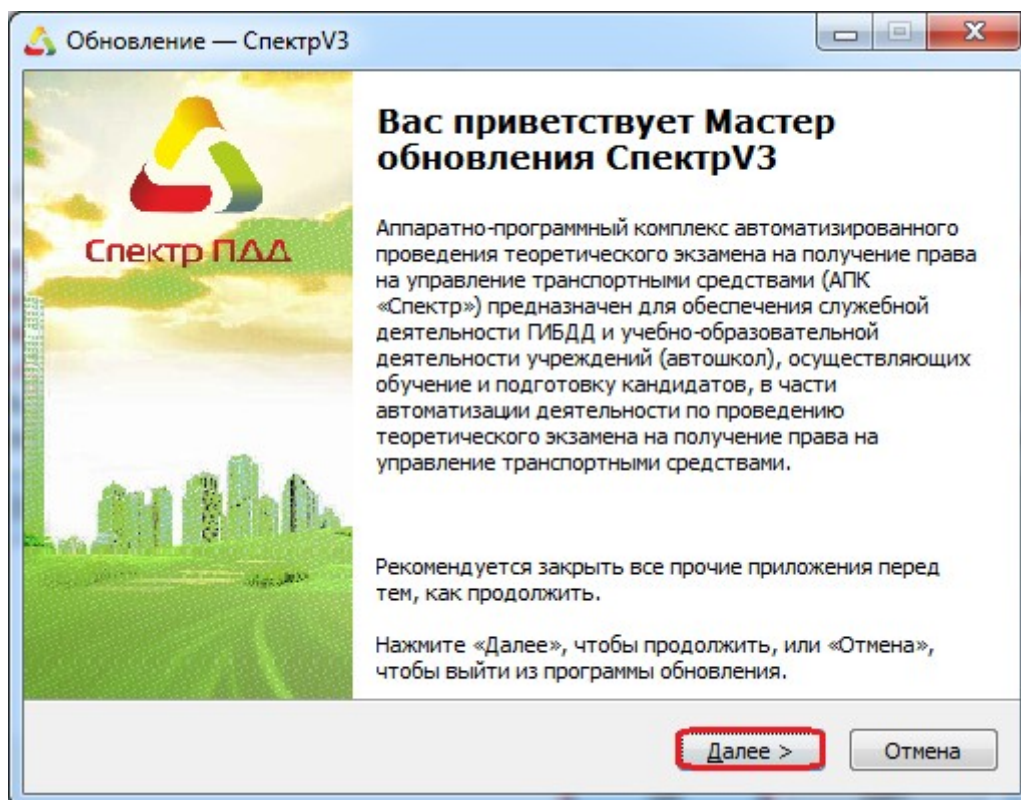 Обновление — СпектрV3
Спектр ПДД
Вас приветствует Мастер
обновления СпектрV3
Аппаратно-программный комплекс автоматизированного
проведения теоретического экзамена на получение права
на управление транспортными средствами (АПК
«Спектр») предназначен для обеспечения служебной
деятельности ГИБДД и учебно-образовательной
деятельности учреждений (автошкол), осуществляющих
обучение и подготовку кандидатов, в части
автоматизации деятельности по проведению
теоретического экзамена на получение права на
управление транспортными средствами.
Рекомендуется закрыть все прочие приложения перед
тем, как продолжить.
Нажмите «Далее», чтобы продолжить, или «Отмена»,
чтобы выйти из программы обновления.
Далее >
Отмена